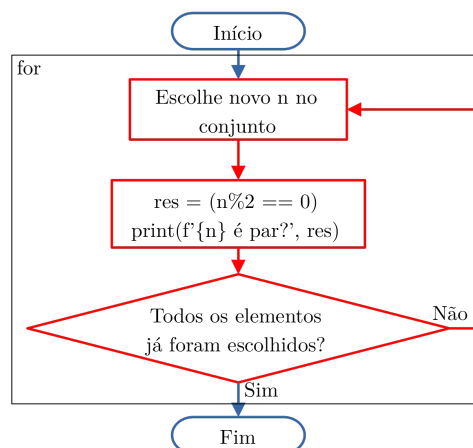 Início
for
Escolhe novo n no
conjunto
res = (n%2 == 0)
print(f'{n} é par?', res)
Todos os elementos
já foram escolhidos?
Não
Sim
Fim